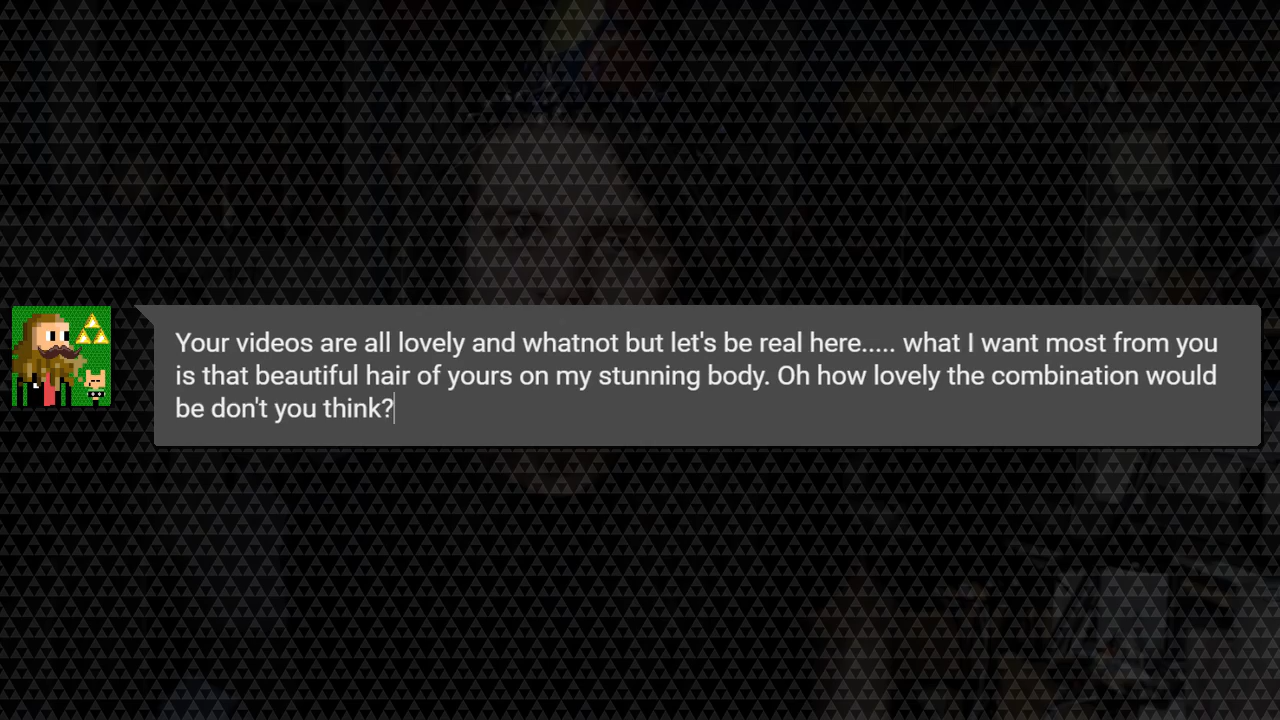 Your videos are all lovely and whatnot but let's be real here..... what I want most from you
is that beautiful hair of yours on my stunning body. Oh how lovely the combination would
be don't you think?